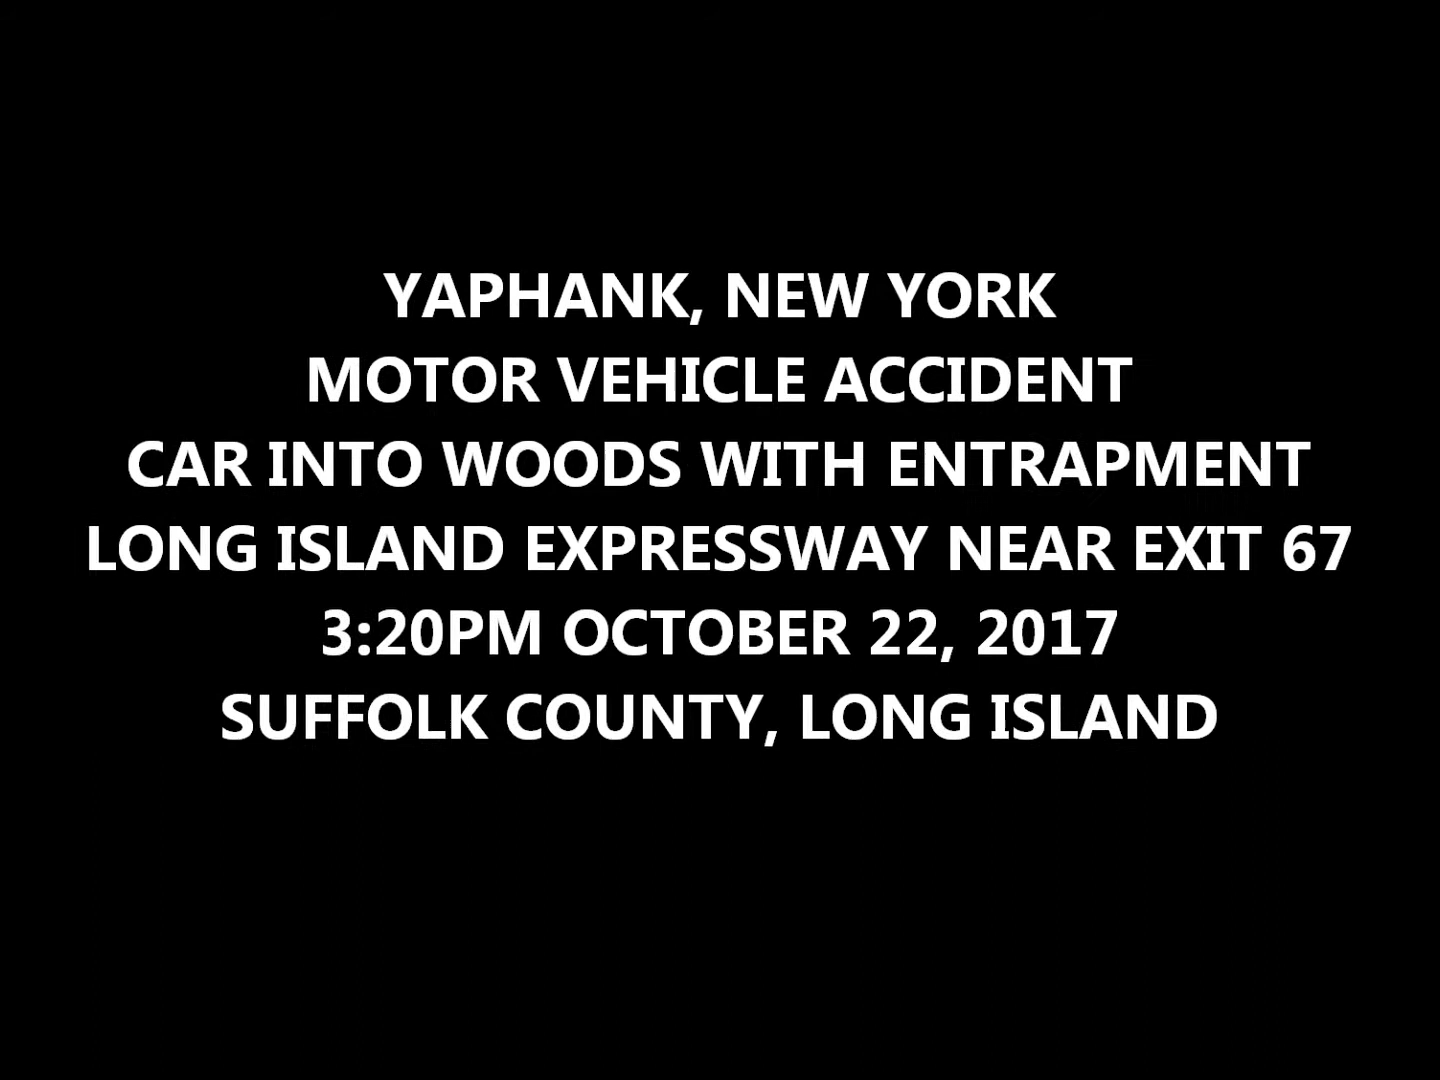 YAPHANK, NEW YORK
MOTOR VEHICLE ACCIDENT
CAR INTO WOODS WITH ENTRAPMENT
LONG ISLAND EXPRESSWAY NEAR EXIT 67
3:20PM OCTOBER 22, 2017
SUFFOLK COUNTY, LONG ISLAND